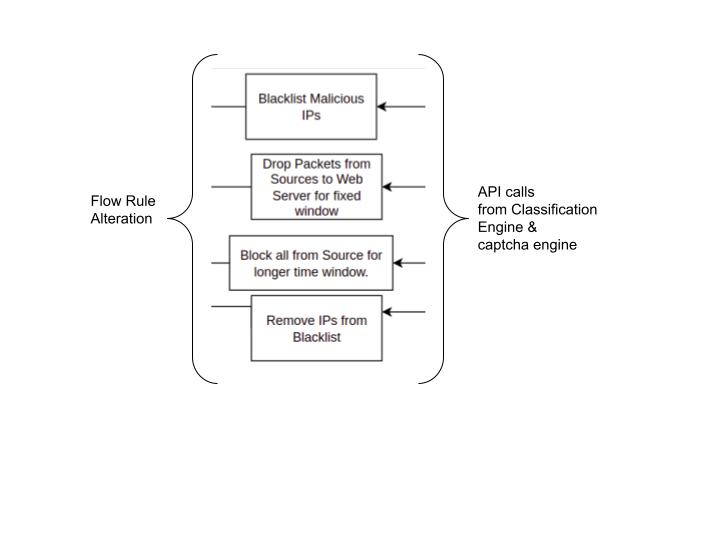 Blacklist Malicious
IPs
Drop Packets from
Sources to Web
Server for fixed
window
Flow Rule
Alteration
API calls
from Classification
Engine &
captcha engine
Block all from Source for
longer time window.
Remove IPs from
Blacklist